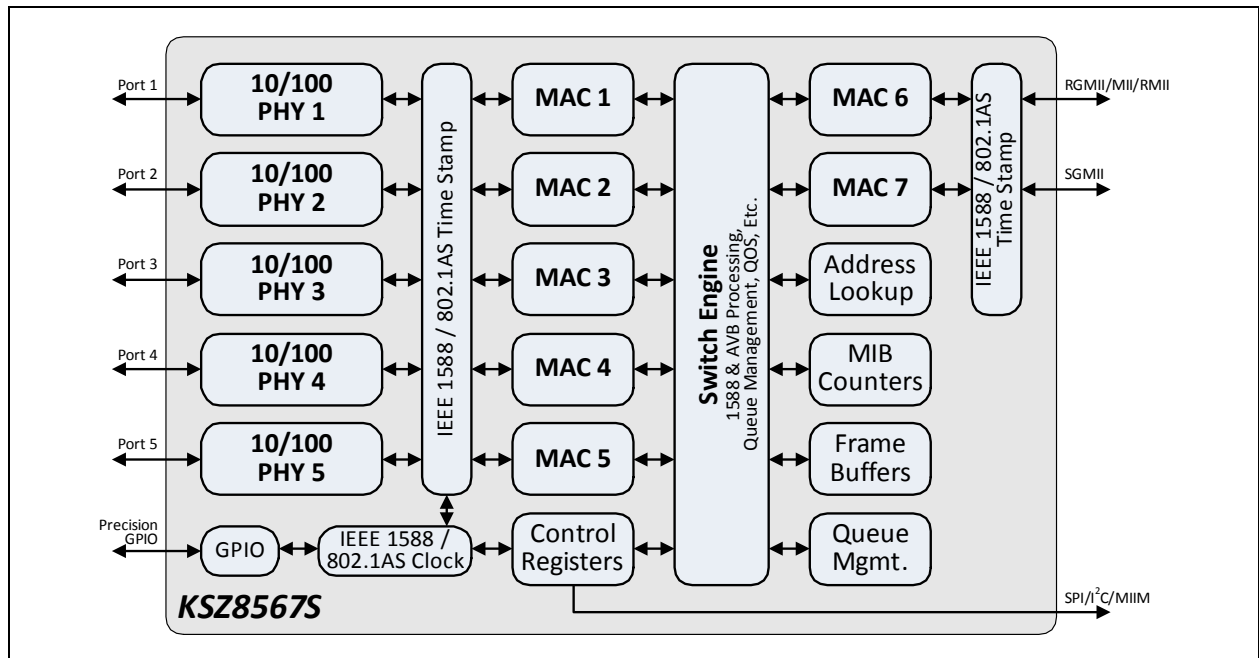 Port 1
10/100
PHY 1
MAC 1
MAC 6
RGMII/MII/RMII
Port 2
10/100
PHY 2
MAC 2
MAC 7
SGMII
Port 3
10/100
PHY 3
MAC 3
Address
Lookup
Port 4
10/100
PHY 4
MAC 4
MIB
Counters
Port 5
10/100
PHY 5
MAC 5
Frame
Buffers
IEEE 1588 / 802.1AS Time Stamp
Switch Engine
1588 & AVB Processing,
Queue Management, QOS, Etc.
IEEE 1588 / 802.1AS
Time Stamp
Precision
GPIO
GPIO
IEEE 1588 /
802.1AS Clock
Control
Registers
Queue
Mgmt.
KSZ8567S
SPI/I²C/MIIM